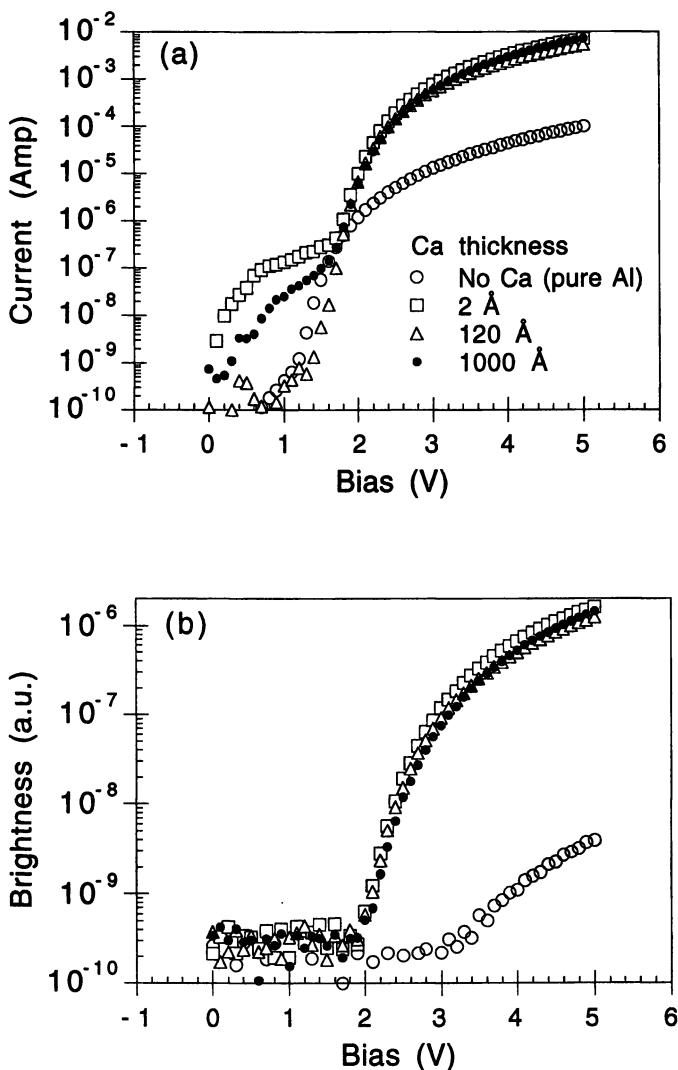 (a)
Current (Amp)
10-2
10-3
10-4
10-5
10-6
10-7
10-8
10-9
10-10
Ca thickness
No Ca (pure Al)
2 Å
120 Å
1000 Å
-1 0 1 2 3 4 5 6
Bias (V)
(b)
Brightness (a.u.)
10-6
10-7
10-8
10-9
10-10
-1 0 1 2 3 4 5 6
Bias (V)